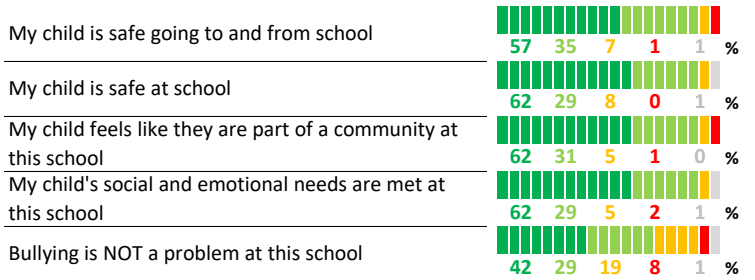 My child is safe going to and from school
57 35 7 1 1 %
My child is safe at school
62 29 8 0 1 %
My child feels like they are part of a community at
this school
62 31 5 1 0 %
My child's social and emotional needs are met at
this school
62 29 5 2 1 %
Bullying is NOT a problem at this school
42 29 19 8 1 %